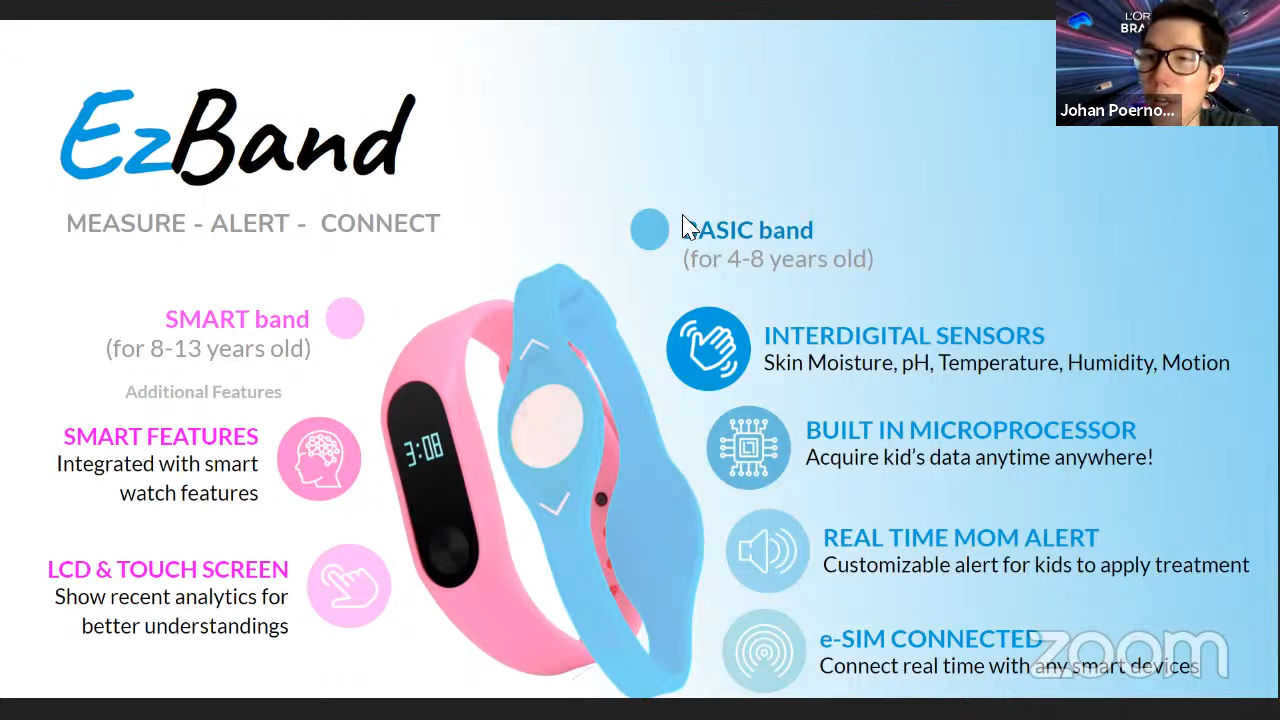 L'OR
BRA
Johan Poerno...
EzBand
MEASURE - ALERT - CONNECT
BASIC band
(for 4-8 years old)
SMART band
(for 8-13 years old)
Additional Features
SMART FEATURES
Integrated with smart
watch features
LCD & TOUCH SCREEN
Show recent analytics for
better understandings
3:08
INTERDIGITAL SENSORS
Skin Moisture, pH, Temperature, Humidity, Motion
BUILT IN MICROPROCESSOR
Acquire kid's data anytime anywhere!
REAL TIME MOM ALERT
Customizable alert for kids to apply treatment
e-SIM CONNECTED
Connect real time with any smart devices
zoom